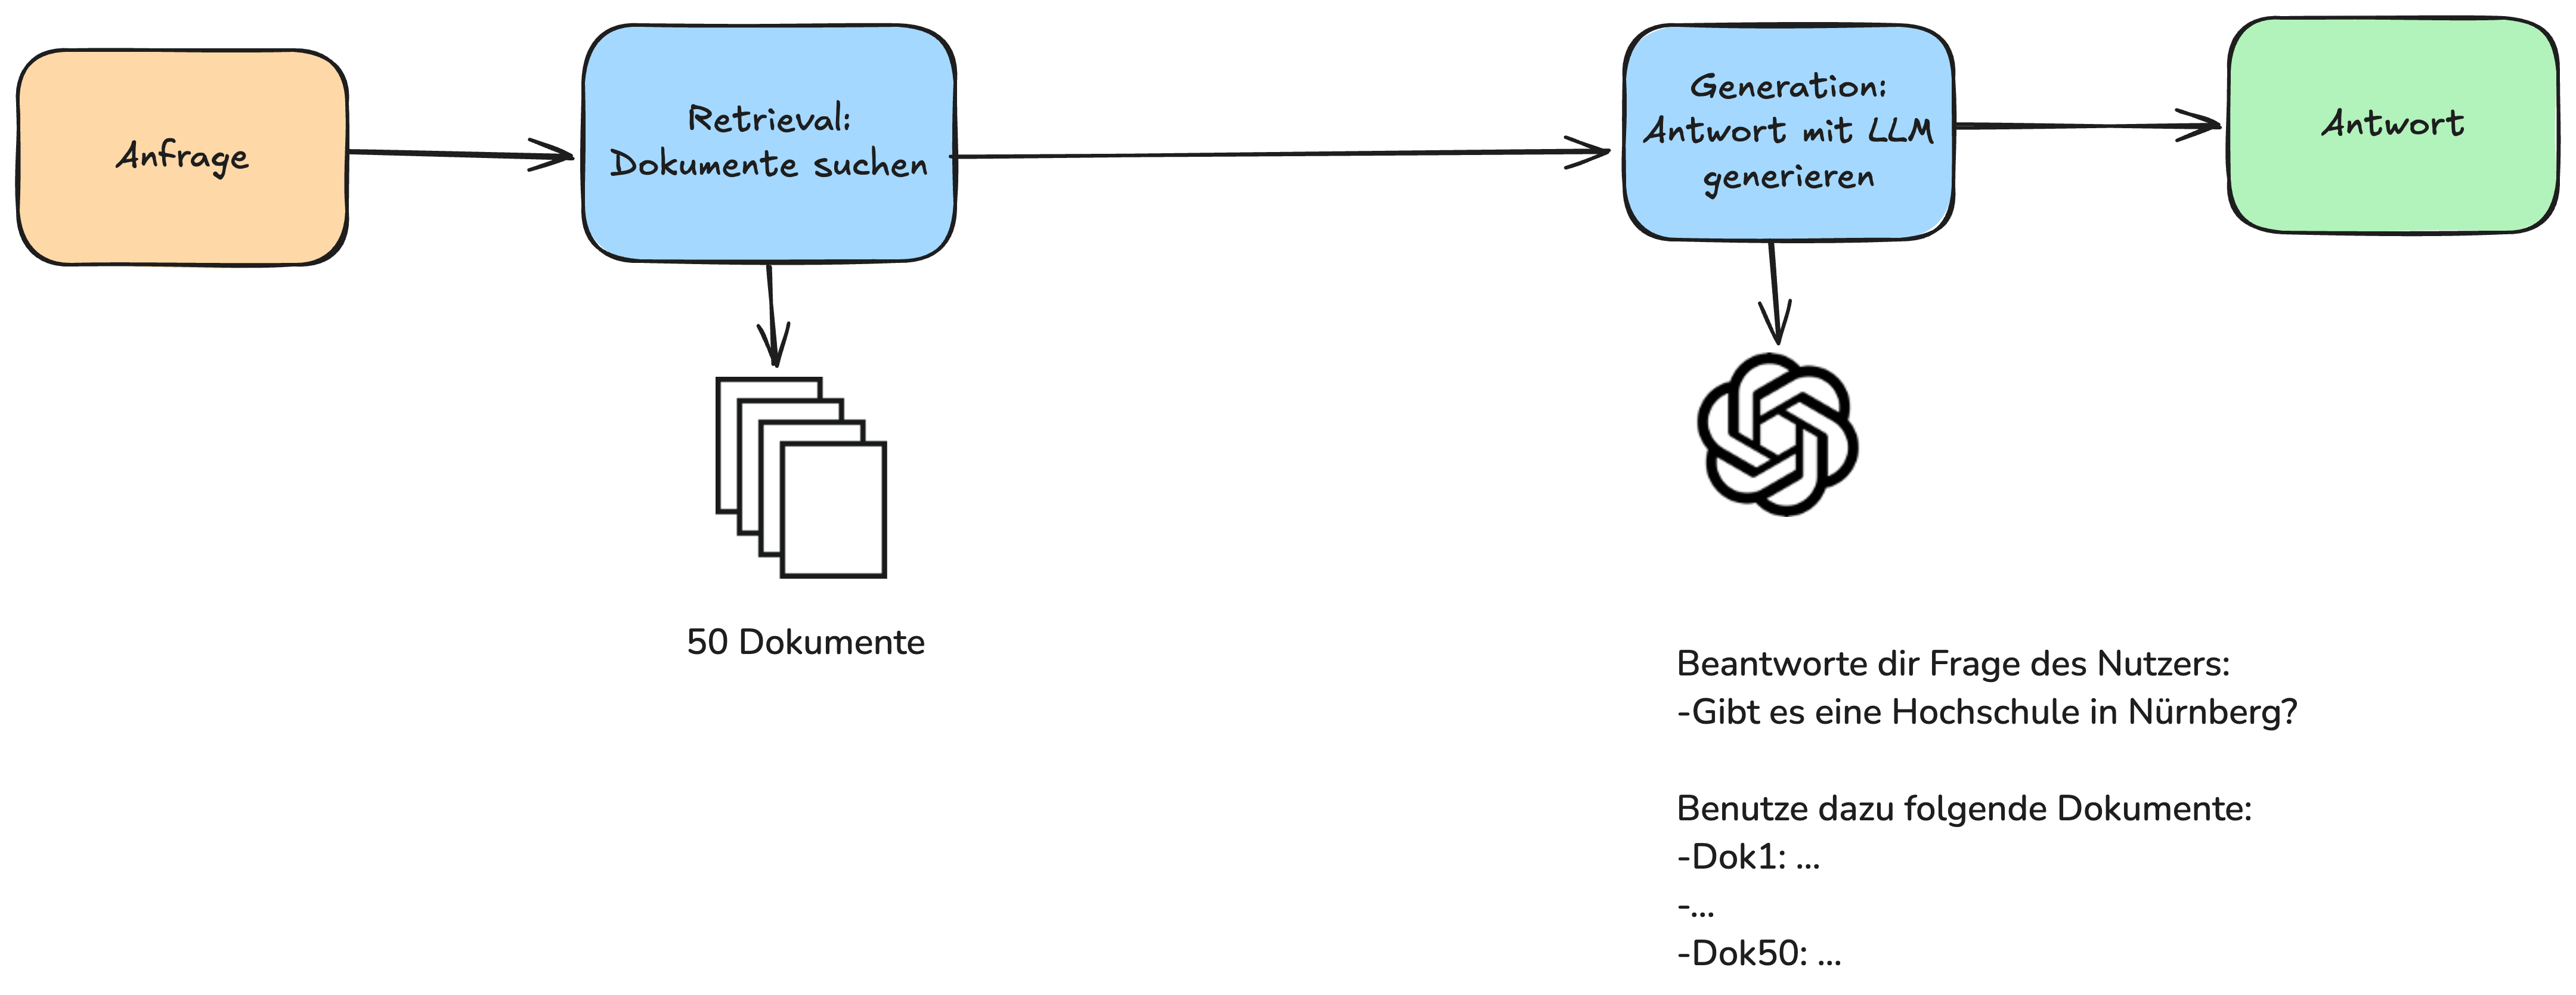 Anfrage
Retrieval:
Dokumente suchen
Generation:
Antwort mit LLM
generieren
Antwort
50 Dokumente
Beantworte dir Frage des Nutzers:
-Gibt es eine Hochschule in Nürnberg?
Benutze dazu folgende Dokumente:
-Dok1: ...
-...
-Dok50: ...